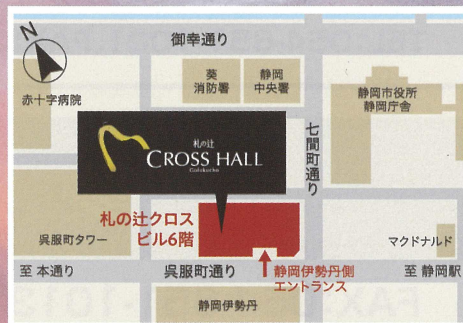 N
御幸通り
赤十字病院
葵
消防署
静岡
中央署
静岡市役所
静岡庁舎
七間町通り
札の辻
CROSS HALL
Gofukucho
札の辻クロス
ビル6階
呉服町タワー
マクドナルド
至 本通り
呉服町通り
静岡伊勢丹側
エントランス
至 静岡駅
静岡伊勢丹